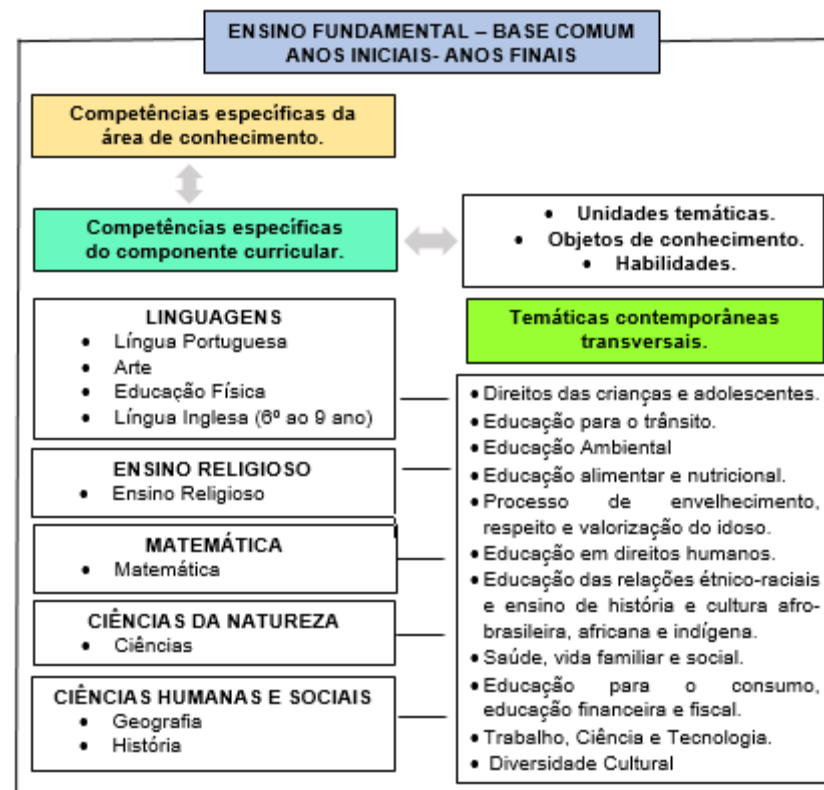 ENSINO FUNDAMENTAL – BASE COMUM
ANOS INICIAIS- ANOS FINAIS
Competências específicas da
área de conhecimento.
Competências específicas
do componente curricular.
• Unidades temáticas.
• Objetos de conhecimento.
• Habilidades.
LINGUAGENS
• Língua Portuguesa
• Arte
• Educação Física
• Língua Inglesa (6º ao 9 ano)
ENSINO RELIGIOSO
• Ensino Religioso
MATEMÁTICA
• Matemática
CIÊNCIAS DA NATUREZA
• Ciências
CIÊNCIAS HUMANAS E SOCIAIS
• Geografia
• História
Temáticas contemporâneas
transversais.
• Direitos das crianças e adolescentes.
• Educação para o trânsito.
• Educação Ambiental
• Educação alimentar e nutricional.
• Processo de envelhecimento,
respeito e valorização do idoso.
• Educação em direitos humanos.
• Educação das relações étnico-raciais
e ensino de história e cultura afro-
brasileira, africana e indígena.
• Saúde, vida familiar e social.
• Educação para o consumo,
educação financeira e fiscal.
• Trabalho, Ciência e Tecnologia.
• Diversidade Cultural